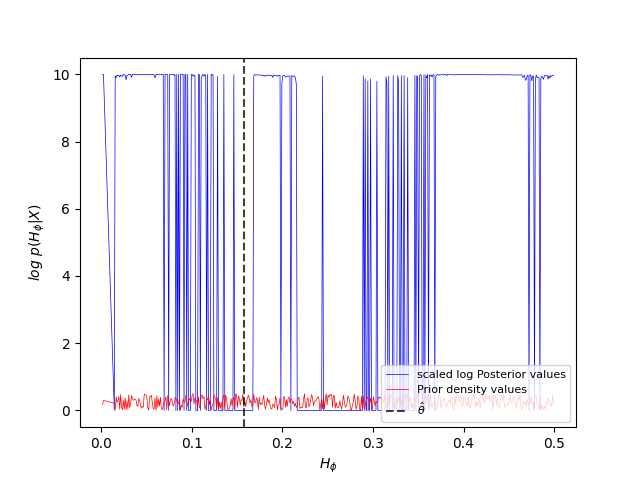 10
8
6
4
2
0
log p(H_ϕ|X)
scaled log Posterior values
Prior density values
θ̂
0.0 0.1 0.2 0.3 0.4 0.5
H_ϕ